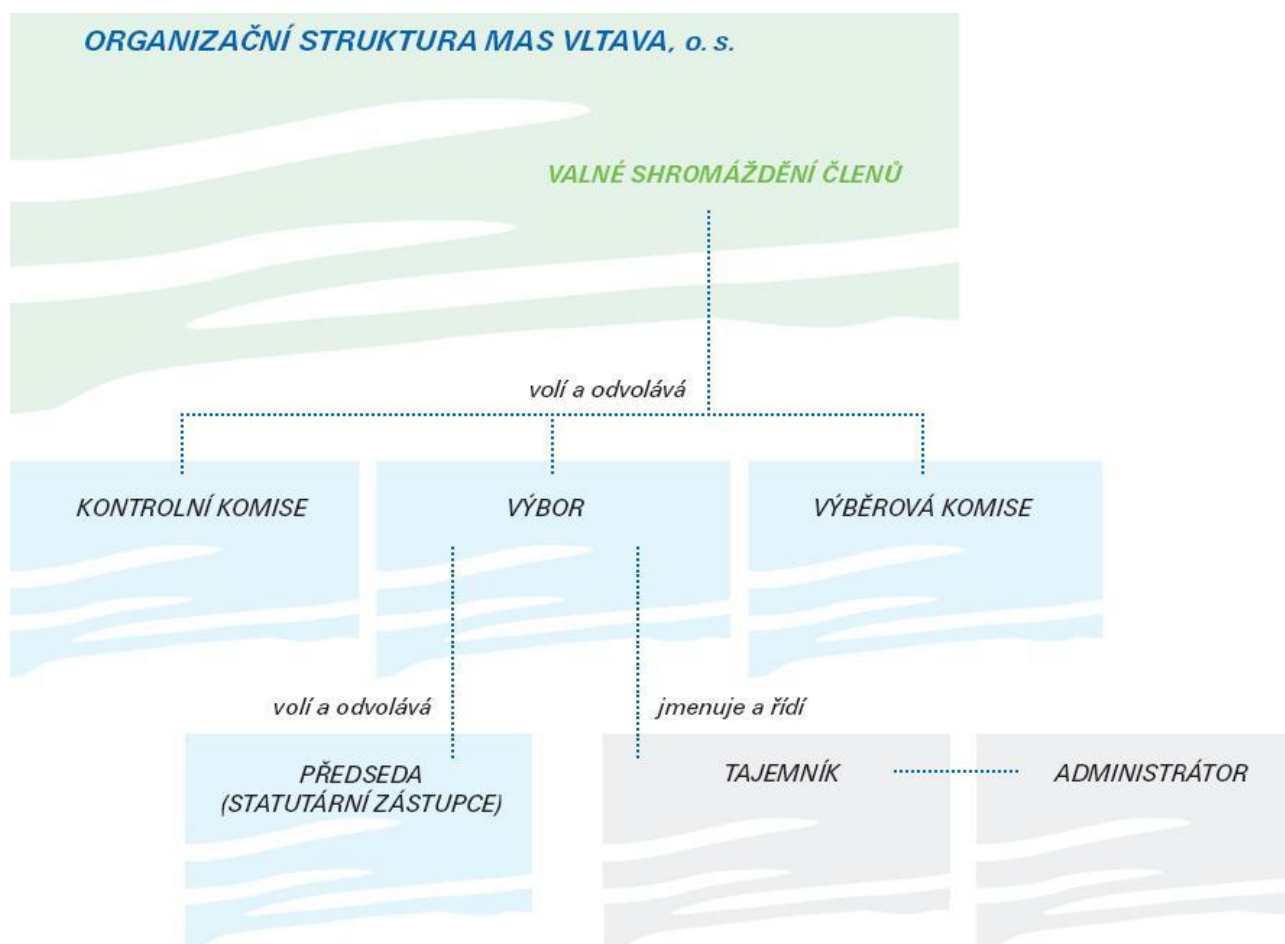 ORGANIZAČNÍ STRUKTURA MAS VLTAVA, o. s.
VALNÉ SHROMÁŽDĚNÍ ČLENŮ
volí a odvolává
KONTROLNÍ KOMISE
VÝBOR
VÝBĚROVÁ KOMISE
volí a odvolává
jmenuje a řídí
PŘEDSEDA
(STATUTÁRNÍ ZÁSTUPCE)
TAJEMNÍK
ADMINISTRÁTOR